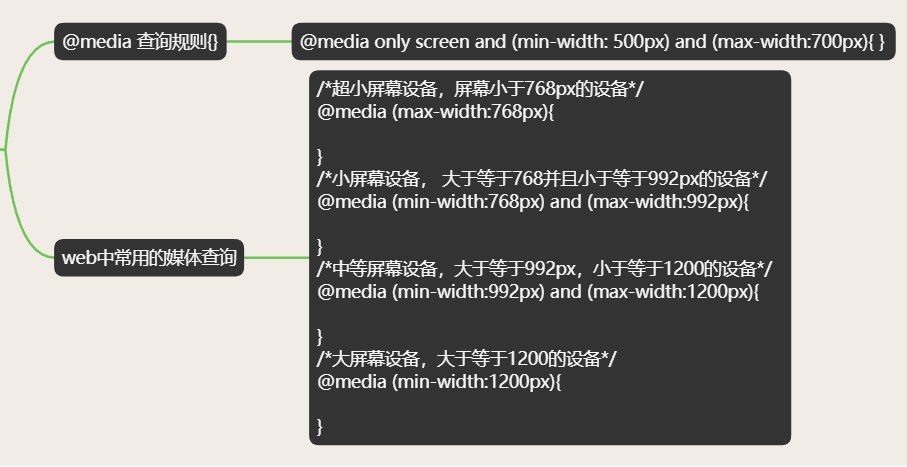 @media 查询规则{}
@media only screen and (min-width: 500px) and (max-width:700px){ }
web中常用的媒体查询
/*超小屏幕设备，屏幕小于768px的设备*/
@media (max-width:768px){
}
/*小屏幕设备， 大于等于768并且小于等于992px的设备*/
@media (min-width:768px) and (max-width:992px){
}
/*中等屏幕设备，大于等于992px，小于等于1200的设备*/
@media (min-width:992px) and (max-width:1200px){
}
/*大屏幕设备，大于等于1200的设备*/
@media (min-width:1200px){
}